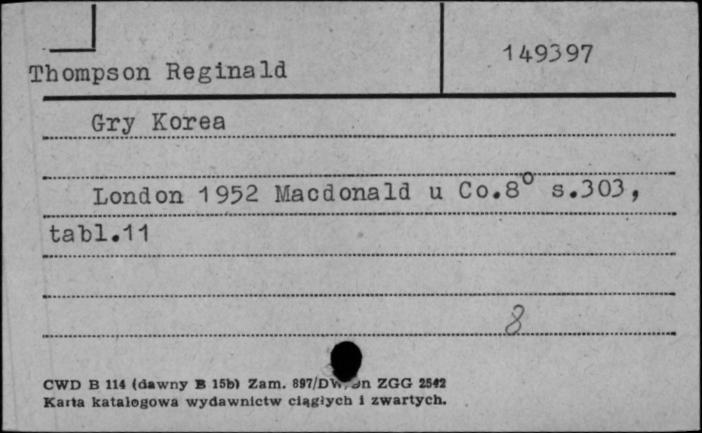 149397
Thompson Reginald
Gry Korea
London 1952 Macdonald u Co.8° s.303,
tabl.11
8
CWD B 114 (dawny B 15b) Zam. 897/DW ZGG 2542
Karta katalogowa wydawnictw ciągłych i zwartych.